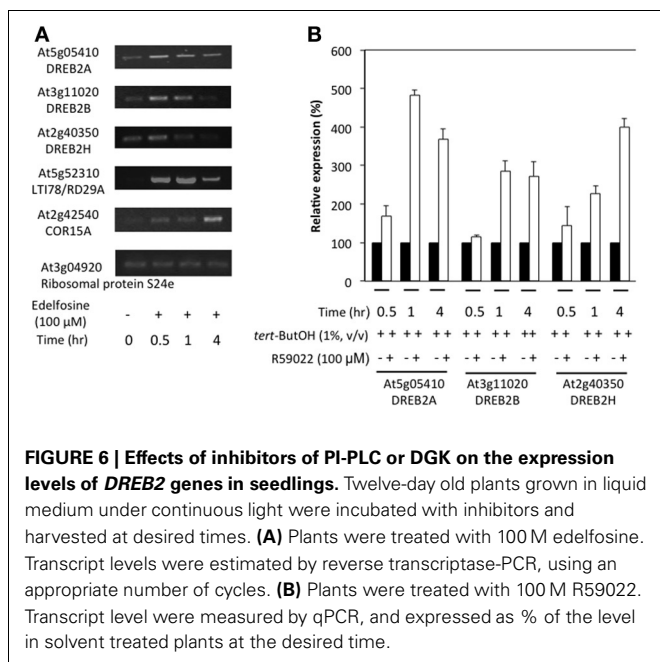 A
At5g05410
DREB2A
At3g11020
DREB2B
At2g40350
DREB2H
At5g52310
LTI78/RD29A
At2g42540
COR15A
At3g04920
Ribosomal protein S24e
Edelfosine
(100 µM) - + + +
Time (hr) 0 0.5 1 4
B
600
500
400
300
200
100
0
Relative expression (%)
Time (hr) 0.5 1 4 0.5 1 4 0.5 1 4
tert-ButOH (1%, v/v) ++ ++ ++ ++ ++ ++ ++ ++ ++
R59022 (100 µM) -+ -+ -+ -+ -+ -+ -+ -+ -+
At5g05410 At3g11020 At2g40350
DREB2A DREB2B DREB2H
FIGURE 6 | Effects of inhibitors of PI-PLC or DGK on the expression
levels of DREB2 genes in seedlings. Twelve-day old plants grown in liquid
medium under continuous light were incubated with inhibitors and
harvested at desired times. (A) Plants were treated with 100 M edelfosine.
Transcript levels were estimated by reverse transcriptase-PCR, using an
appropriate number of cycles. (B) Plants were treated with 100 M R59022.
Transcript level were measured by qPCR, and expressed as % of the level
in solvent treated plants at the desired time.